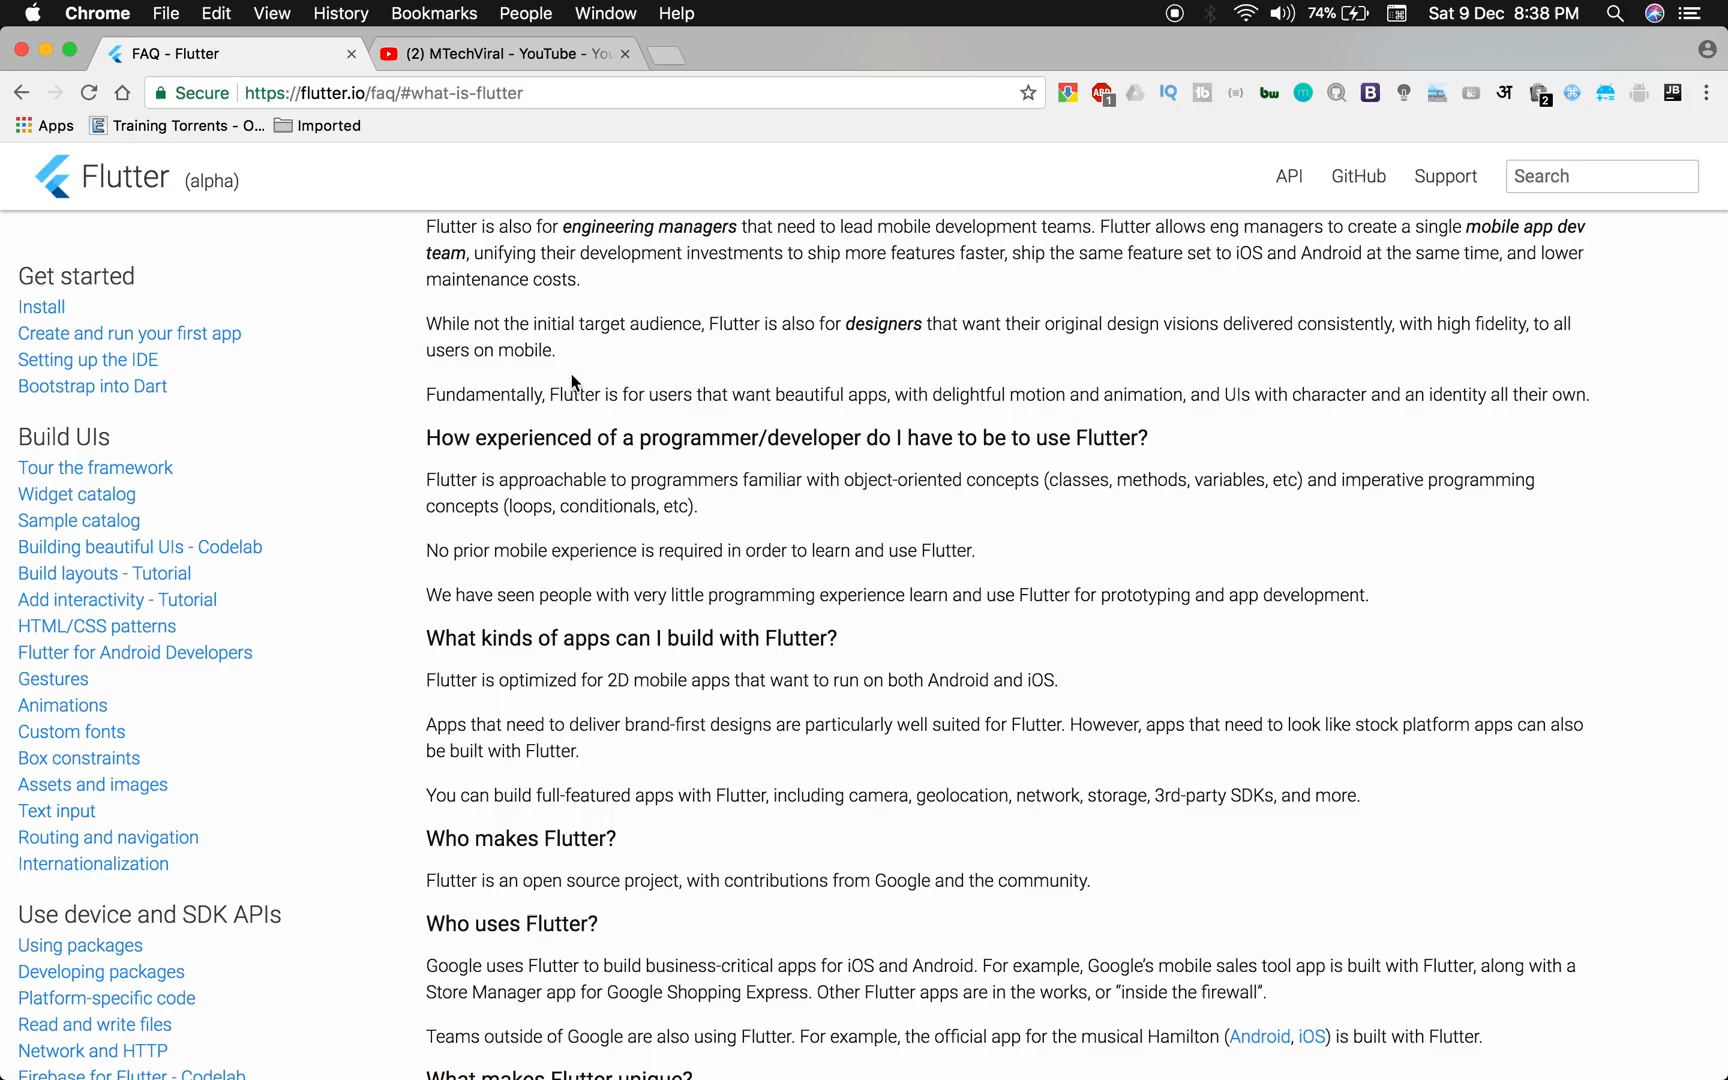 Chrome File Edit View History Bookmarks People Window Help 74% Sat 9 Dec 8:38 PM
FAQ - Flutter (2) MTechViral - YouTube - You
Secure https://flutter.io/faq/#what-is-flutter ABP 1 IQ tb bw m B अ 2 JB
Apps Training Torrents - O... Imported
Flutter (alpha) API GitHub Support Search
Get started
Install
Create and run your first app
Setting up the IDE
Bootstrap into Dart
Build UIs
Tour the framework
Widget catalog
Sample catalog
Building beautiful UIs - Codelab
Build layouts - Tutorial
Add interactivity - Tutorial
HTML/CSS patterns
Flutter for Android Developers
Gestures
Animations
Custom fonts
Box constraints
Assets and images
Text input
Routing and navigation
Internationalization
Use device and SDK APIs
Using packages
Developing packages
Platform-specific code
Read and write files
Network and HTTP
Firebase for Flutter - Codelab
Flutter is also for engineering managers that need to lead mobile development teams. Flutter allows eng managers to create a single mobile app dev
team, unifying their development investments to ship more features faster, ship the same feature set to iOS and Android at the same time, and lower
maintenance costs.
While not the initial target audience, Flutter is also for designers that want their original design visions delivered consistently, with high fidelity, to all
users on mobile.
Fundamentally, Flutter is for users that want beautiful apps, with delightful motion and animation, and UIs with character and an identity all their own.
How experienced of a programmer/developer do I have to be to use Flutter?
Flutter is approachable to programmers familiar with object-oriented concepts (classes, methods, variables, etc) and imperative programming
concepts (loops, conditionals, etc).
No prior mobile experience is required in order to learn and use Flutter.
We have seen people with very little programming experience learn and use Flutter for prototyping and app development.
What kinds of apps can I build with Flutter?
Flutter is optimized for 2D mobile apps that want to run on both Android and iOS.
Apps that need to deliver brand-first designs are particularly well suited for Flutter. However, apps that need to look like stock platform apps can also
be built with Flutter.
You can build full-featured apps with Flutter, including camera, geolocation, network, storage, 3rd-party SDKs, and more.
Who makes Flutter?
Flutter is an open source project, with contributions from Google and the community.
Who uses Flutter?
Google uses Flutter to build business-critical apps for iOS and Android. For example, Google's mobile sales tool app is built with Flutter, along with a
Store Manager app for Google Shopping Express. Other Flutter apps are in the works, or "inside the firewall".
Teams outside of Google are also using Flutter. For example, the official app for the musical Hamilton (Android, iOS) is built with Flutter.
What makes Flutter unique?